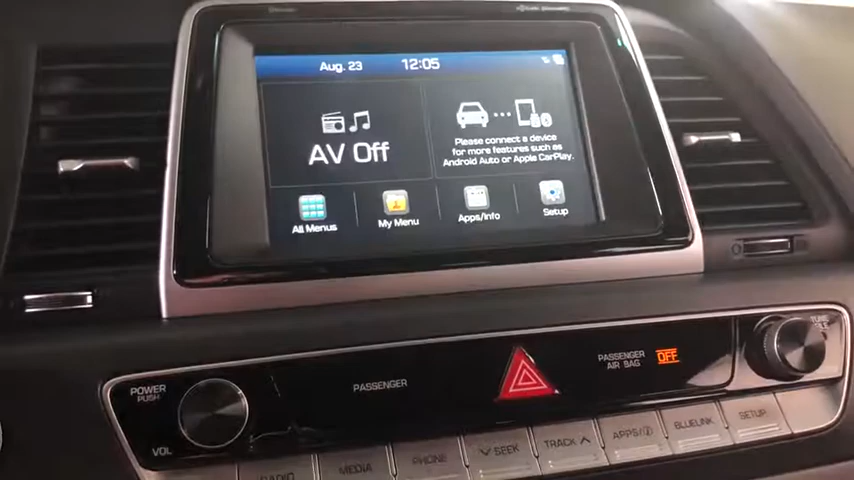 Aug. 23
12:05
AV Off
Please connect a device
for more features such as
Android Auto or Apple CarPlay.
All Menus
My Menu
Apps/Info
Setup
POWER
PUSH
VOL
PASSENGER
PASSENGER
AIR BAG
OFF
TUNE
FILE
RADIO
MEDIA
PHONE
SEEK
TRACK
APPS/
BLUELINK
SETUP